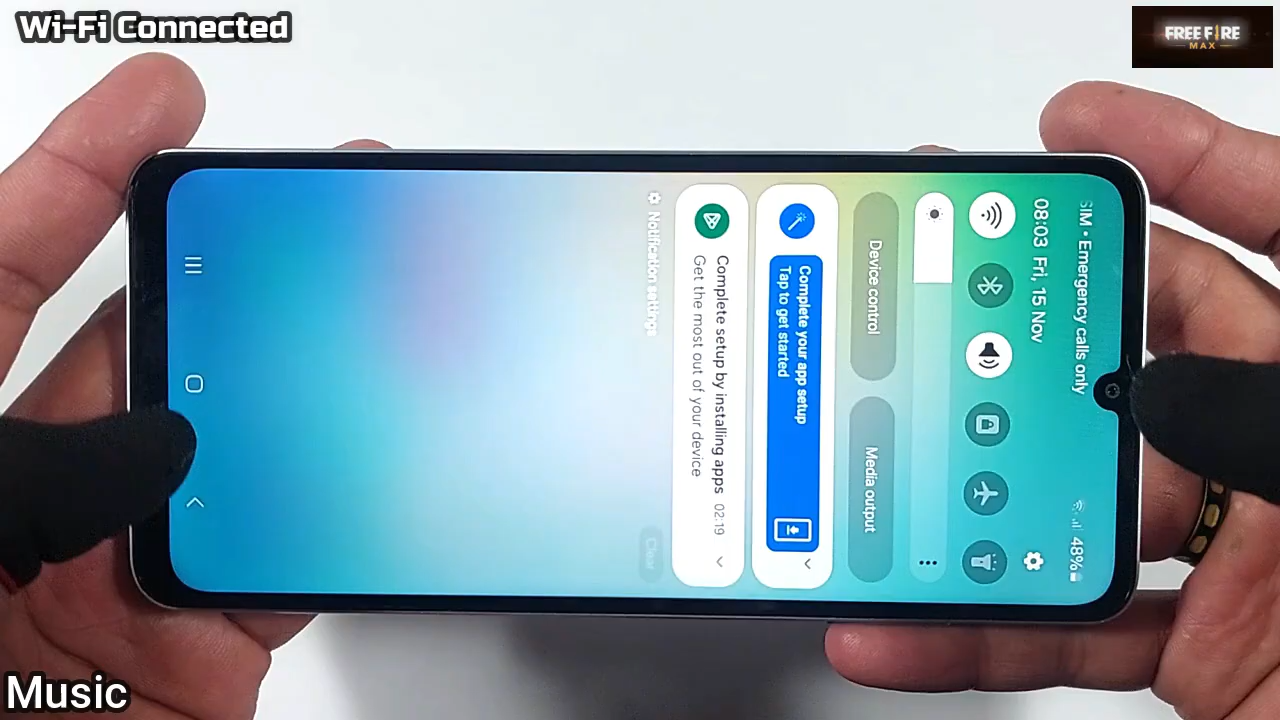 Wi-Fi Connected
FREE FIRE
MAX
SIM • Emergency calls only
48%
08:03 Fri, 15 Nov
Device control
Media output
Complete your app setup
Tap to get started
Complete setup by installing apps 02:19
Get the most out of your device
Notification settings
Clear
Music